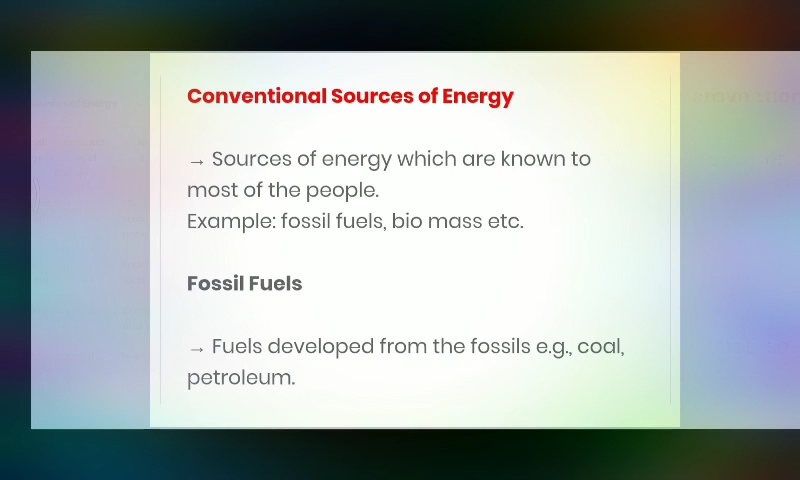 Conventional Sources of Energy
→ Sources of energy which are known to
most of the people.
Example: fossil fuels, bio mass etc.
Fossil Fuels
→ Fuels developed from the fossils e.g., coal,
petroleum.